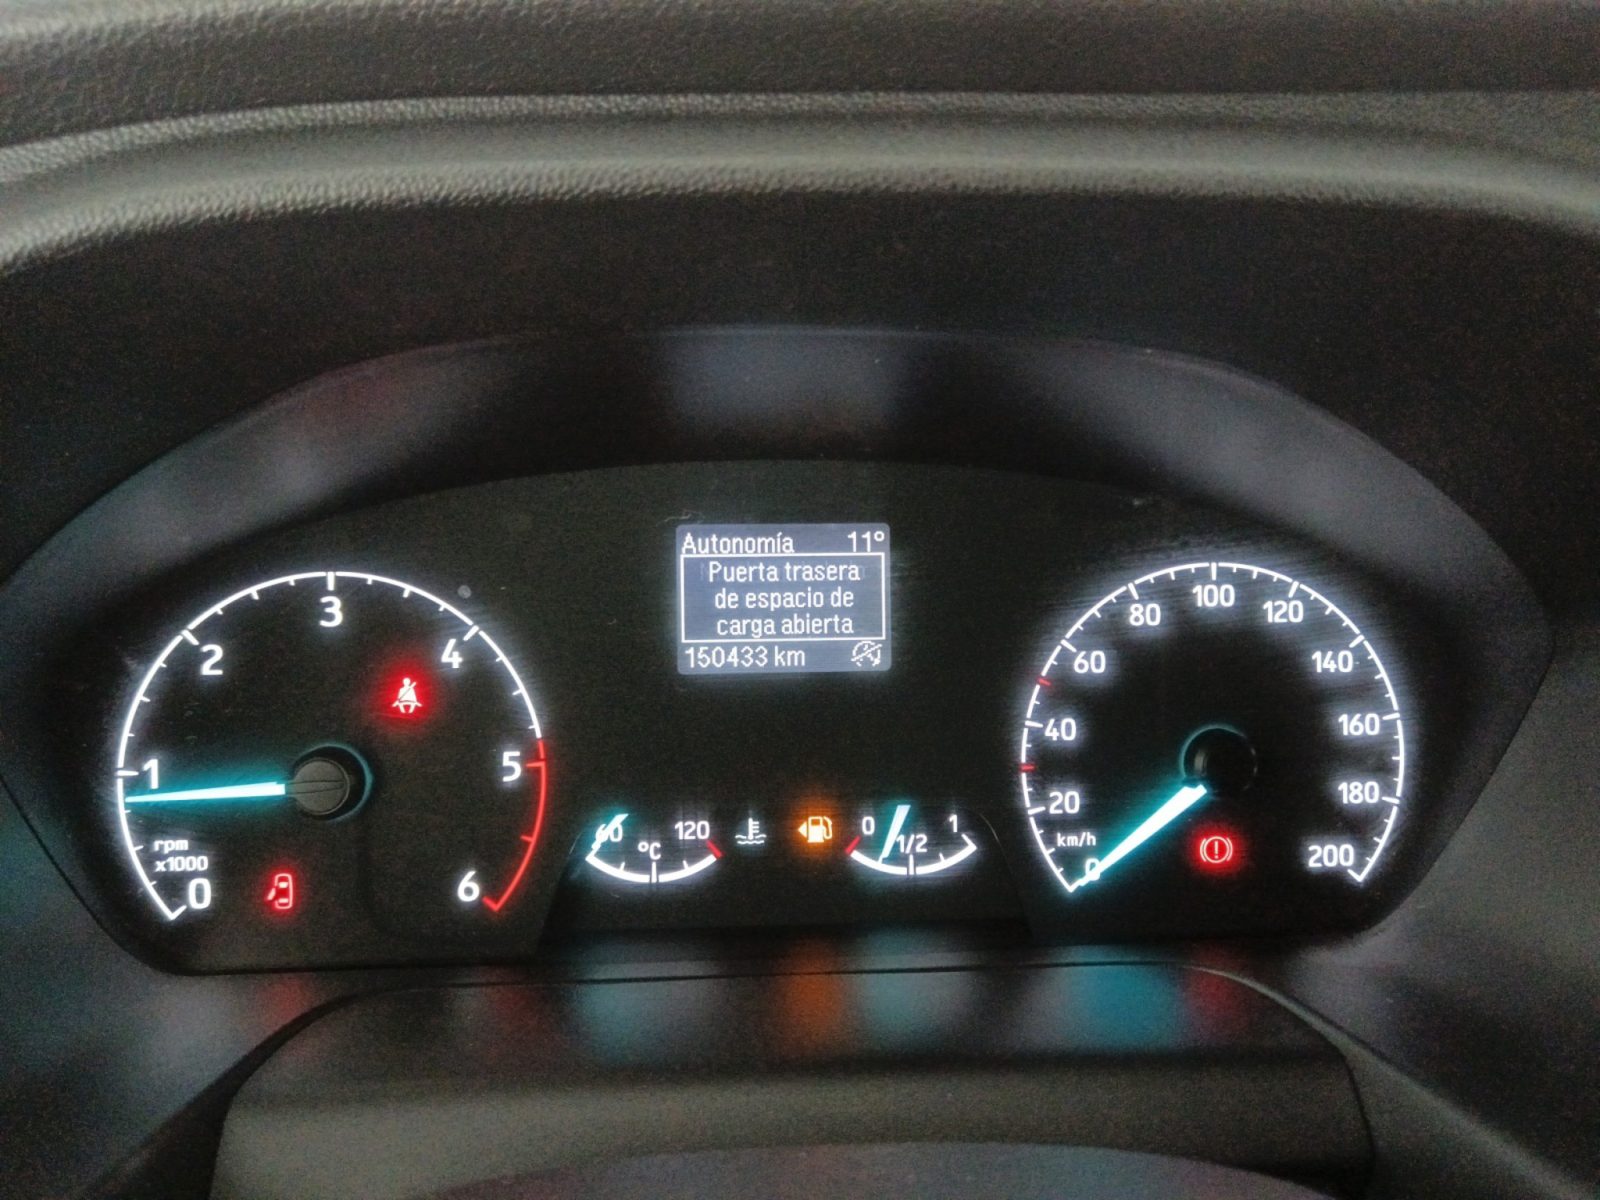 Autonomía 11°
Puerta trasera
de espacio de
carga abierta
150433 km
0 1 2 3 4 5 6
rpm
x1000
60 °C 120
0 1/2 1
0 20 40 60 80 100 120 140 160 180 200
km/h